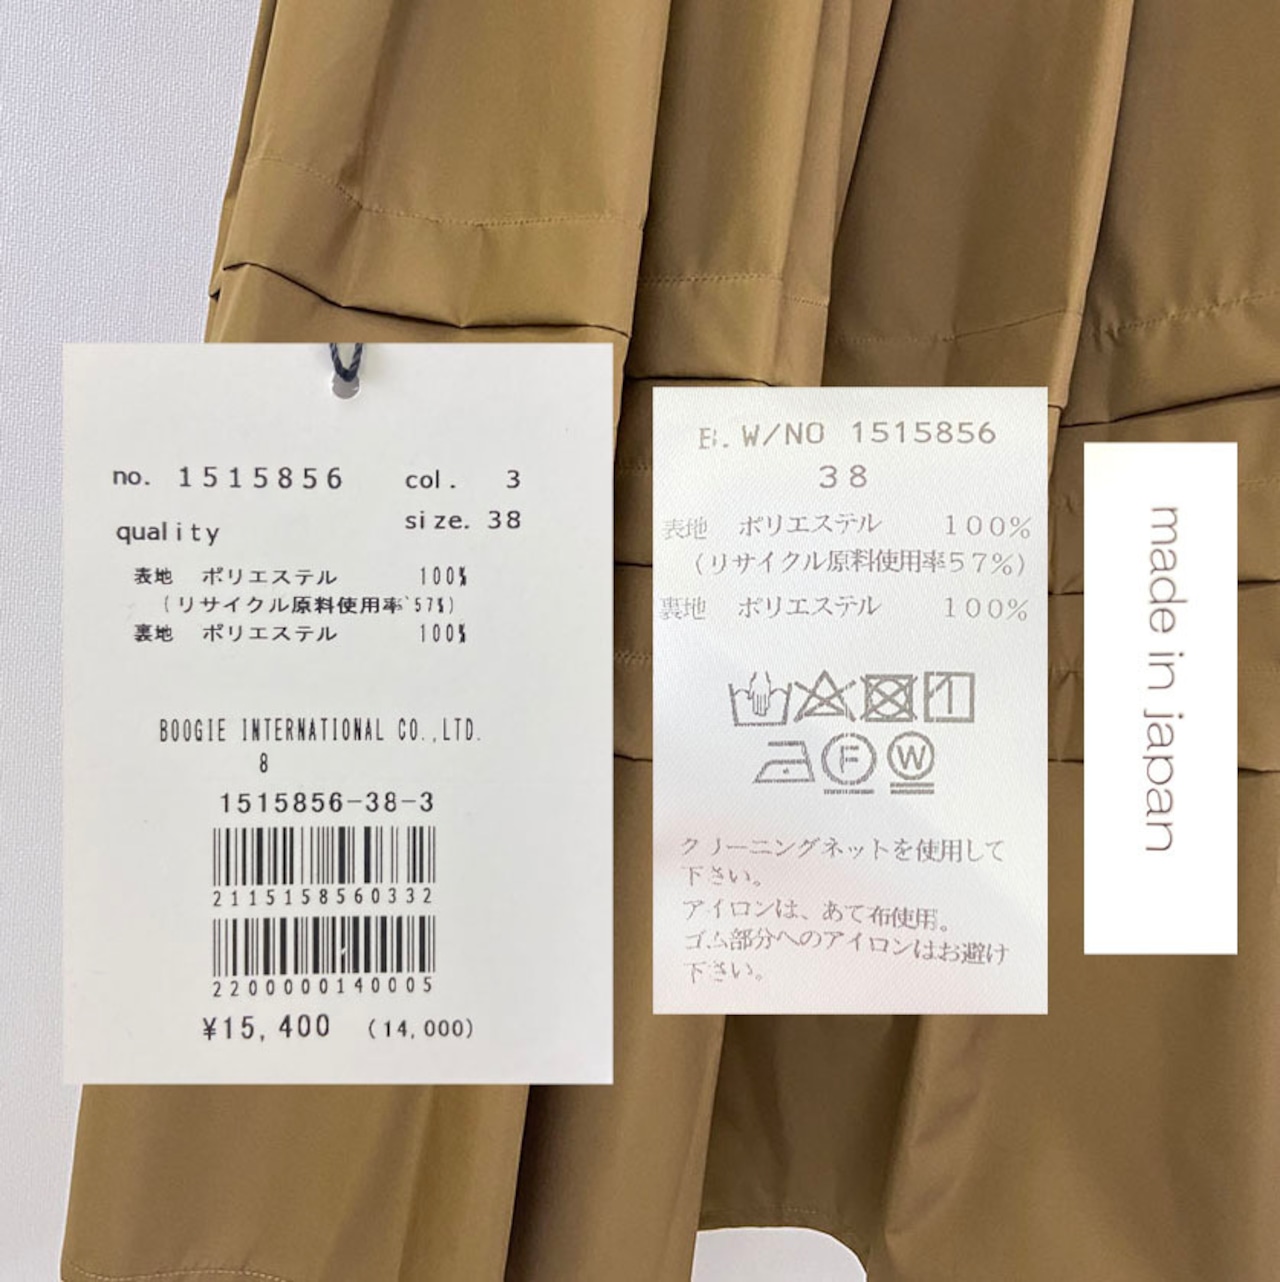 no. 1515856 col. 3
quality size. 38
表地 ポリエステル 100%
(リサイクル原料使用率57%)
裏地 ポリエステル 100%
BOOGIE INTERNATIONAL CO.,LTD.
8
1515856-38-3
2115158560332
2200000140005
¥15,400 (14,000)
B.W/NO 1515856
38
表地 ポリエステル 100%
(リサイクル原料使用率57%)
裏地 ポリエステル 100%
F W
クリーニングネットを使用して
下さい。
アイロンは、あて布使用。
ゴム部分へのアイロンはお避け
下さい。
made in japan